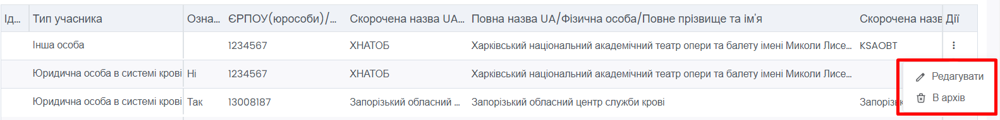 Ід... Тип учасника Озна... ЄРПОУ(юрособи)/... Скорочена назва UA... Повна назва UA/Фізична особа/Повне прізвище та ім'я Скорочена назв Дії
Інша особа 1234567 ХНАТОБ Харківський національний академічний театр опери та балету імені Миколи Лисе... KSAOBT
Юридична особа в системі крові Ні 1234567 ХНАТОБ Харківський національний академічний театр опери та балету імені Миколи Лисе...
Редагувати
Юридична особа в системі крові Так 13008187 Запорізький обласний ... Запорізький обласний центр служби крові Запорізь
В архів